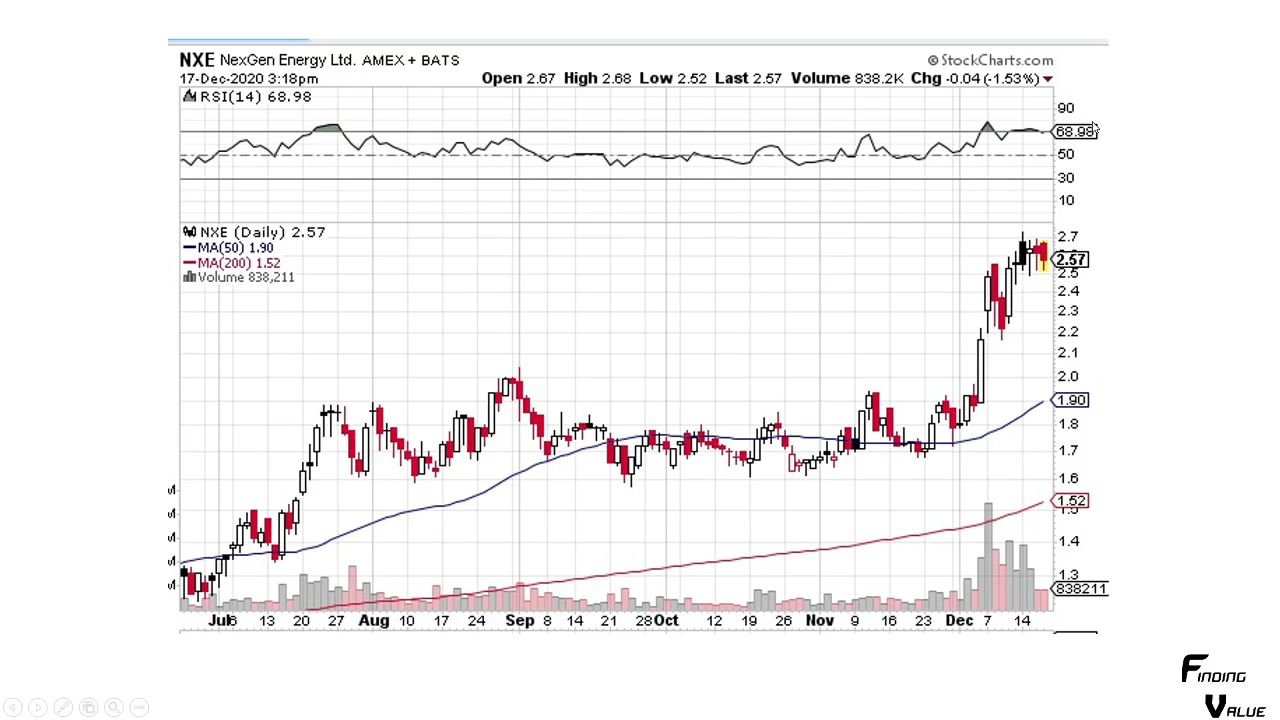 NXE NexGen Energy Ltd. AMEX + BATS
© StockCharts.com
17-Dec-2020 3:18pm
Open 2.67 High 2.68 Low 2.52 Last 2.57 Volume 838.2K Chg -0.04 (-1.53%)
RSI(14) 68.98
90
68.98
50
30
10
NXE (Daily) 2.57
MA(50) 1.90
MA(200) 1.52
Volume 838,211
2.7
2.57
2.5
2.4
2.3
2.2
2.1
2.0
1.90
1.8
1.7
1.6
1.52
1.5
1.4
1.3
838211
Jul 13 20 27 Aug 10 17 24 Sep 8 14 21 28 Oct 12 19 26 Nov 9 16 23 Dec 7 14
Finding
Value